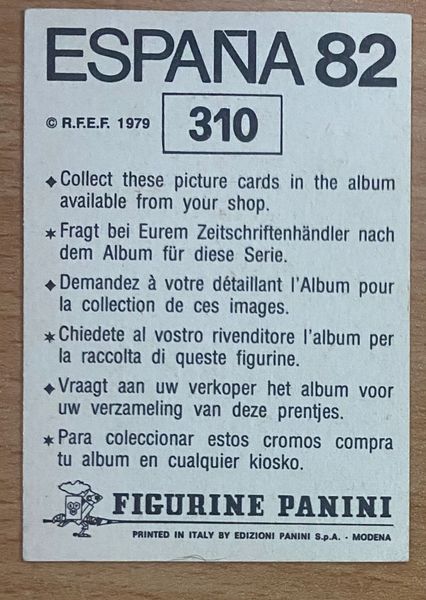 ESPAÑA 82
© R.F.E.F. 1979
310
Collect these picture cards in the album
available from your shop.
Fragt bei Eurem Zeitschriftenhändler nach
dem Album für diese Serie.
Demandez à votre détaillant l'Album pour
la collection de ces images.
Chiedete al vostro rivenditore l'album per
la raccolta di queste figurine.
Vraagt aan uw verkoper het album voor
uw verzameling van deze prentjes.
Para coleccionar estos cromos compra
tu album en cualquier kiosko.
FIGURINE PANINI
PRINTED IN ITALY BY EDIZIONI PANINI S.p.A. - MODENA